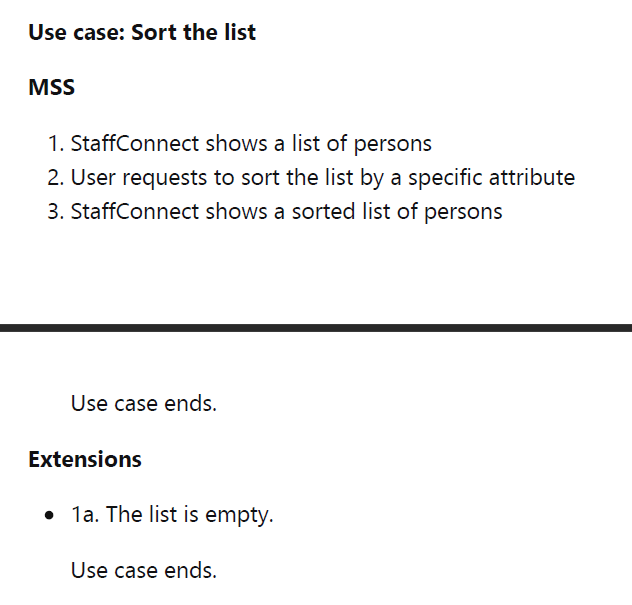 Use case: Sort the list
MSS
1. StaffConnect shows a list of persons
2. User requests to sort the list by a specific attribute
3. StaffConnect shows a sorted list of persons
Use case ends.
Extensions
• 1a. The list is empty.
Use case ends.